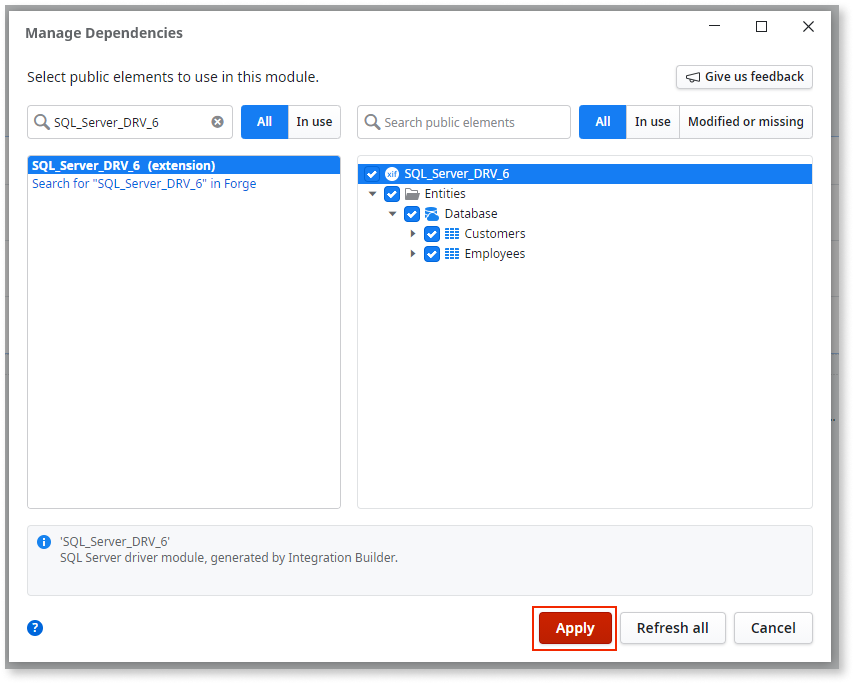 Manage Dependencies
Select public elements to use in this module.
Give us feedback
SQL_Server_DRV_6
All
In use
Search public elements
All
In use
Modified or missing
SQL_Server_DRV_6 (extension)
Search for "SQL_Server_DRV_6" in Forge
xif
SQL_Server_DRV_6
Entities
Database
Customers
Employees
'SQL_Server_DRV_6'
SQL Server driver module, generated by Integration Builder.
?
Apply
Refresh all
Cancel